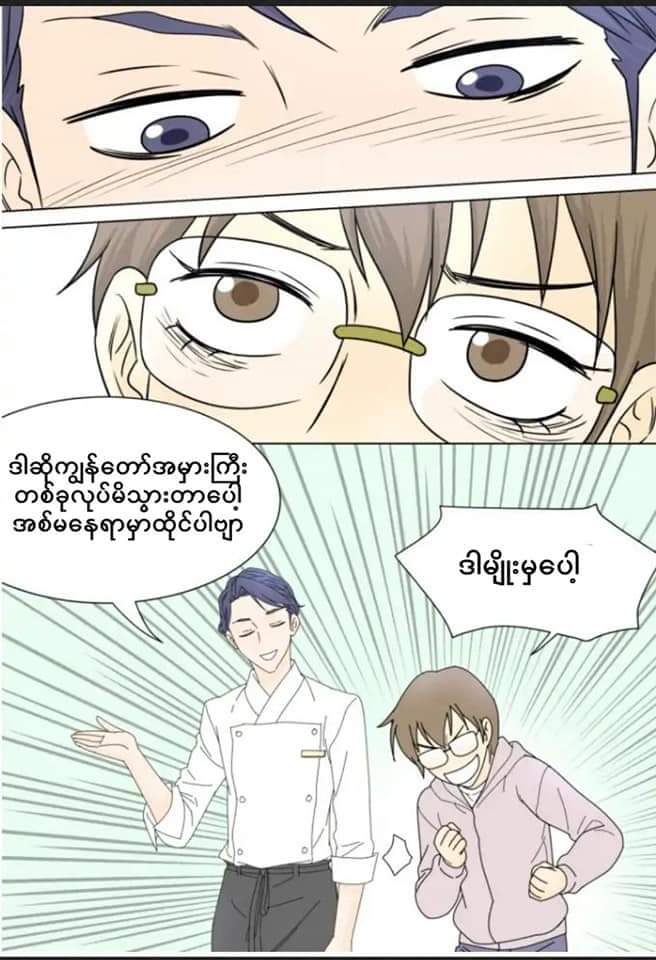 ဒါဆိုကျွန်တော်အမှားကြီး
တစ်ခုလုပ်မိသွားတာပေါ့
အစ်မနေရာမှာထိုင်ပါဗျာ
ဒါမျိုးမှပေါ့